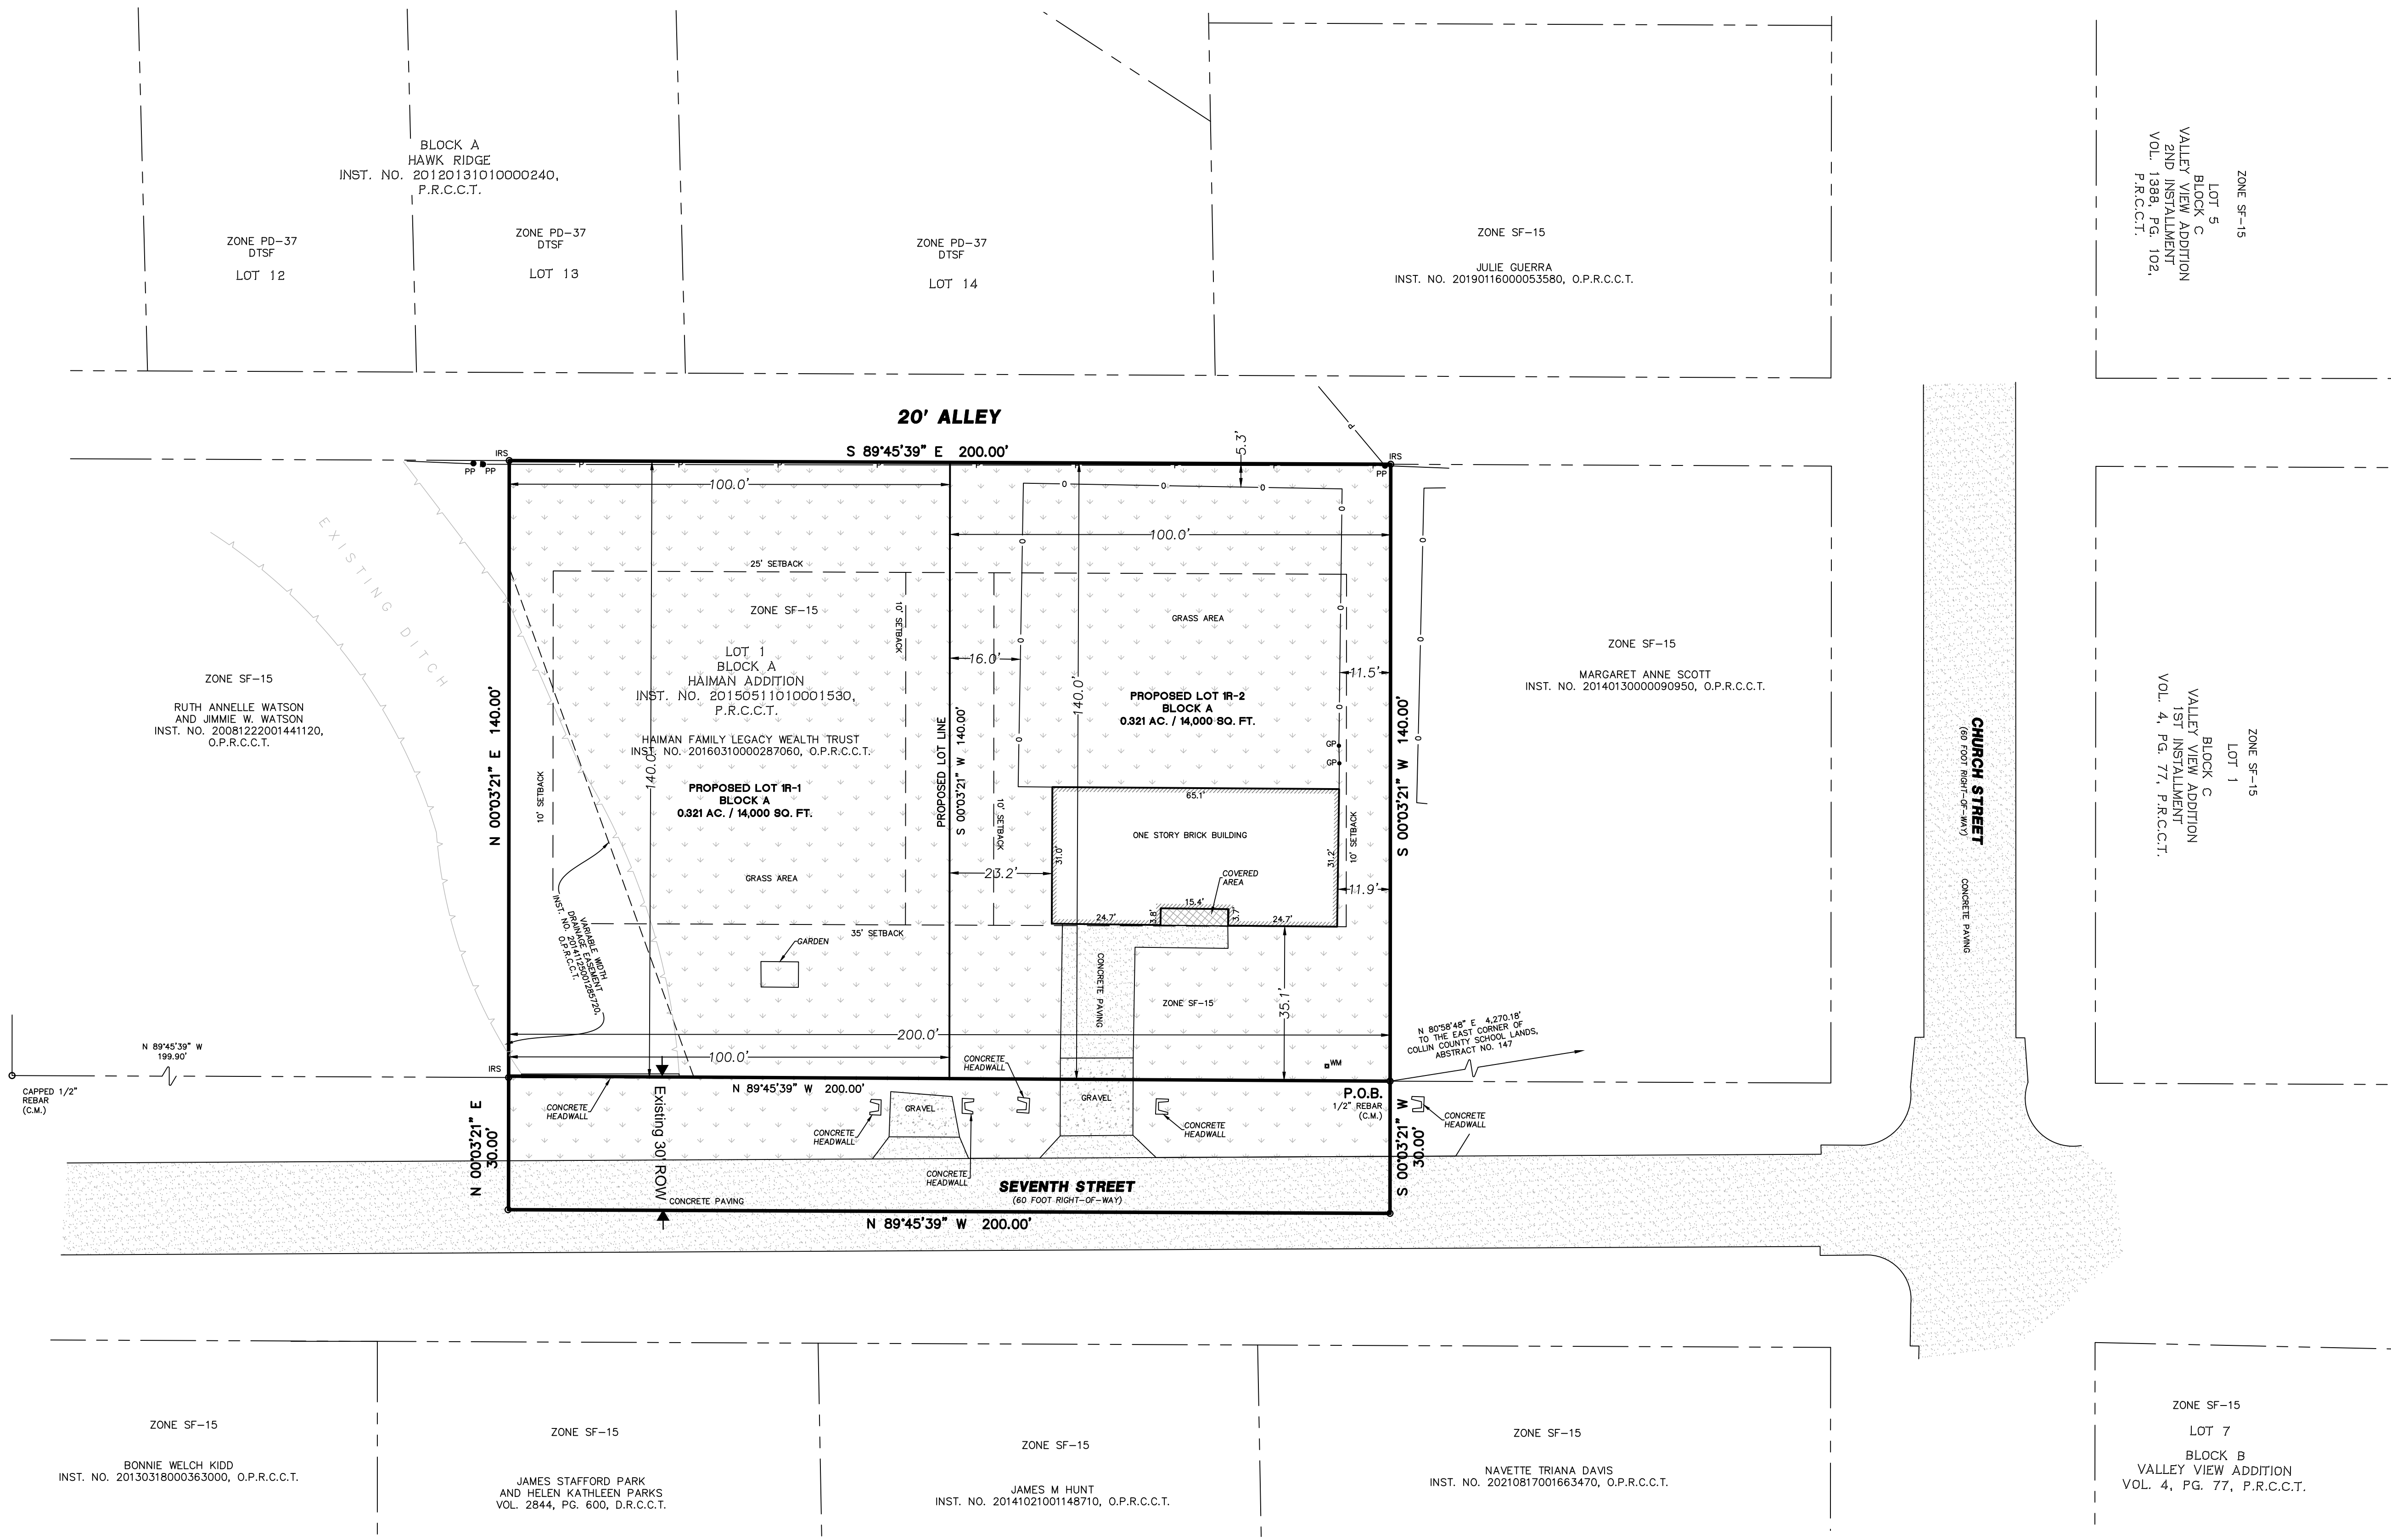 BLOCK A
HAWK RIDGE
INST. NO. 20120131010000240,
P.R.C.C.T.
ZONE PD-37
DTSF
LOT 12
ZONE PD-37
DTSF
LOT 13
ZONE PD-37
DTSF
LOT 14
ZONE SF-15
JULIE GUERRA
INST. NO. 20190116000053580, O.P.R.C.C.T.
ZONE SF-15
LOT 5
BLOCK C
VALLEY VIEW ADDITION
2ND INSTALLMENT
VOL. 1388, PG. 102,
P.R.C.C.T.
20' ALLEY
S 89°45'39" E 200.00'
5.3'
P
IRS
PP PP
IRS
PP
P P P P P P P P
100.0'
100.0'
O O O
O
O
O
O
O
O
O
O
O
O
EXISTING DITCH
25' SETBACK
ZONE SF-15
10' SETBACK
LOT 1
BLOCK A
HAIMAN ADDITION
INST. NO. 20150511010001530,
P.R.C.C.T.
HAIMAN FAMILY LEGACY WEALTH TRUST
INST. NO. 20160310000287060, O.P.R.C.C.T.
140.0'
PROPOSED LOT 1R-1
BLOCK A
0.321 AC. / 14,000 SQ. FT.
GRASS AREA
10' SETBACK
N 00°03'21" E 140.00'
35' SETBACK
GARDEN
VARIABLE WIDTH
DRAINAGE EASEMENT
INST. NO. 20141125001285720,
O.P.R.C.C.T.
PROPOSED LOT LINE
S 00°03'21" W 140.00'
10' SETBACK
16.0'
GRASS AREA
140.0'
11.5'
PROPOSED LOT 1R-2
BLOCK A
0.321 AC. / 14,000 SQ. FT.
GP
GP
65.1'
ONE STORY BRICK BUILDING
31.0'
31.2'
10' SETBACK
23.2'
COVERED
AREA
11.9'
15.4'
24.7'
3.8'
3.7'
24.7'
CONCRETE PAVING
ZONE SF-15
35.1'
S 00°03'21" W 140.00'
WM
200.0'
100.0'
ZONE SF-15
RUTH ANNELLE WATSON
AND JIMMIE W. WATSON
INST. NO. 20081222001441120,
O.P.R.C.C.T.
ZONE SF-15
MARGARET ANNE SCOTT
INST. NO. 20140130000090950, O.P.R.C.C.T.
CHURCH STREET
(60 FOOT RIGHT-OF-WAY)
CONCRETE PAVING
ZONE SF-15
LOT 1
BLOCK C
VALLEY VIEW ADDITION
1ST INSTALLMENT
VOL. 4, PG. 77, P.R.C.C.T.
N 80°58'48" E 4,270.18'
TO THE EAST CORNER OF
COLLIN COUNTY SCHOOL LANDS,
ABSTRACT NO. 147
N 89°45'39" W
199.90'
CAPPED 1/2"
REBAR
(C.M.)
IRS
N 89°45'39" W 200.00'
CONCRETE
HEADWALL
Existing 30' ROW
N 00°03'21" E
30.00'
CONCRETE
HEADWALL
GRAVEL
CONCRETE
HEADWALL
CONCRETE
HEADWALL
GRAVEL
CONCRETE
HEADWALL
P.O.B.
1/2" REBAR
(C.M.)
S 00°03'21" W
30.00'
CONCRETE
HEADWALL
SEVENTH STREET
(60 FOOT RIGHT-OF-WAY)
CONCRETE PAVING
N 89°45'39" W 200.00'
ZONE SF-15
BONNIE WELCH KIDD
INST. NO. 20130318000363000, O.P.R.C.C.T.
ZONE SF-15
JAMES STAFFORD PARK
AND HELEN KATHLEEN PARKS
VOL. 2844, PG. 600, D.R.C.C.T.
ZONE SF-15
JAMES M HUNT
INST. NO. 20141021001148710, O.P.R.C.C.T.
ZONE SF-15
NAVETTE TRIANA DAVIS
INST. NO. 20210817001663470, O.P.R.C.C.T.
ZONE SF-15
LOT 7
BLOCK B
VALLEY VIEW ADDITION
VOL. 4, PG. 77, P.R.C.C.T.